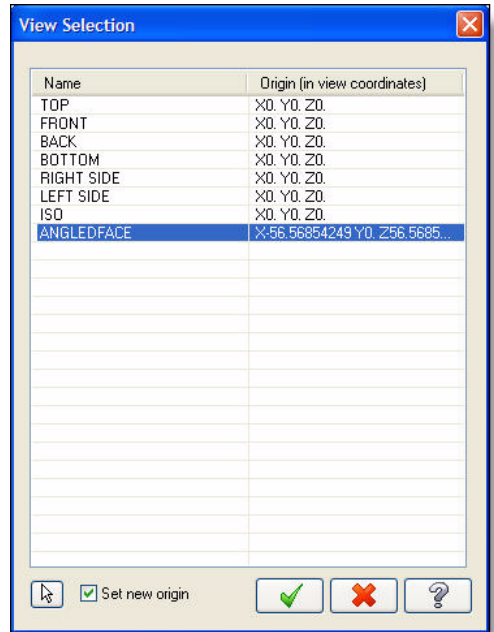 View Selection
Name Origin (in view coordinates)
TOP X0. Y0. Z0.
FRONT X0. Y0. Z0.
BACK X0. Y0. Z0.
BOTTOM X0. Y0. Z0.
RIGHT SIDE X0. Y0. Z0.
LEFT SIDE X0. Y0. Z0.
ISO X0. Y0. Z0.
ANGLEDFACE X-56.56854249 Y0. Z56.5685...
Set new origin